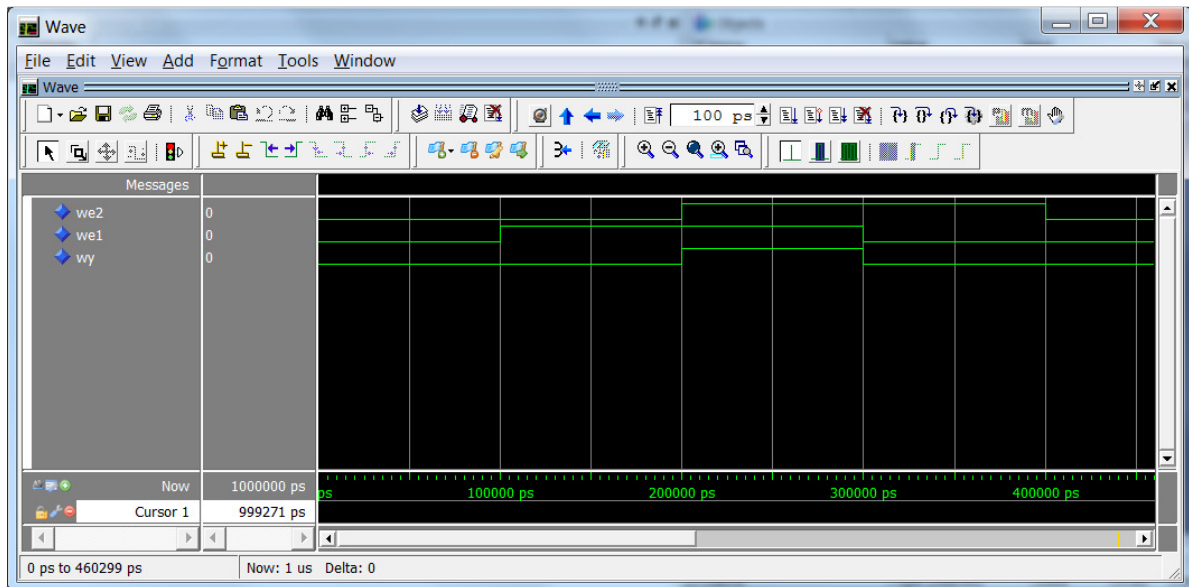 Wave
File Edit View Add Format Tools Window
Wave
100 ps
Messages
we2 0
we1 0
wy 0
Now 1000000 ps
ps 100000 ps 200000 ps 300000 ps 400000 ps
Cursor 1 999271 ps
0 ps to 460299 ps Now: 1 us Delta: 0